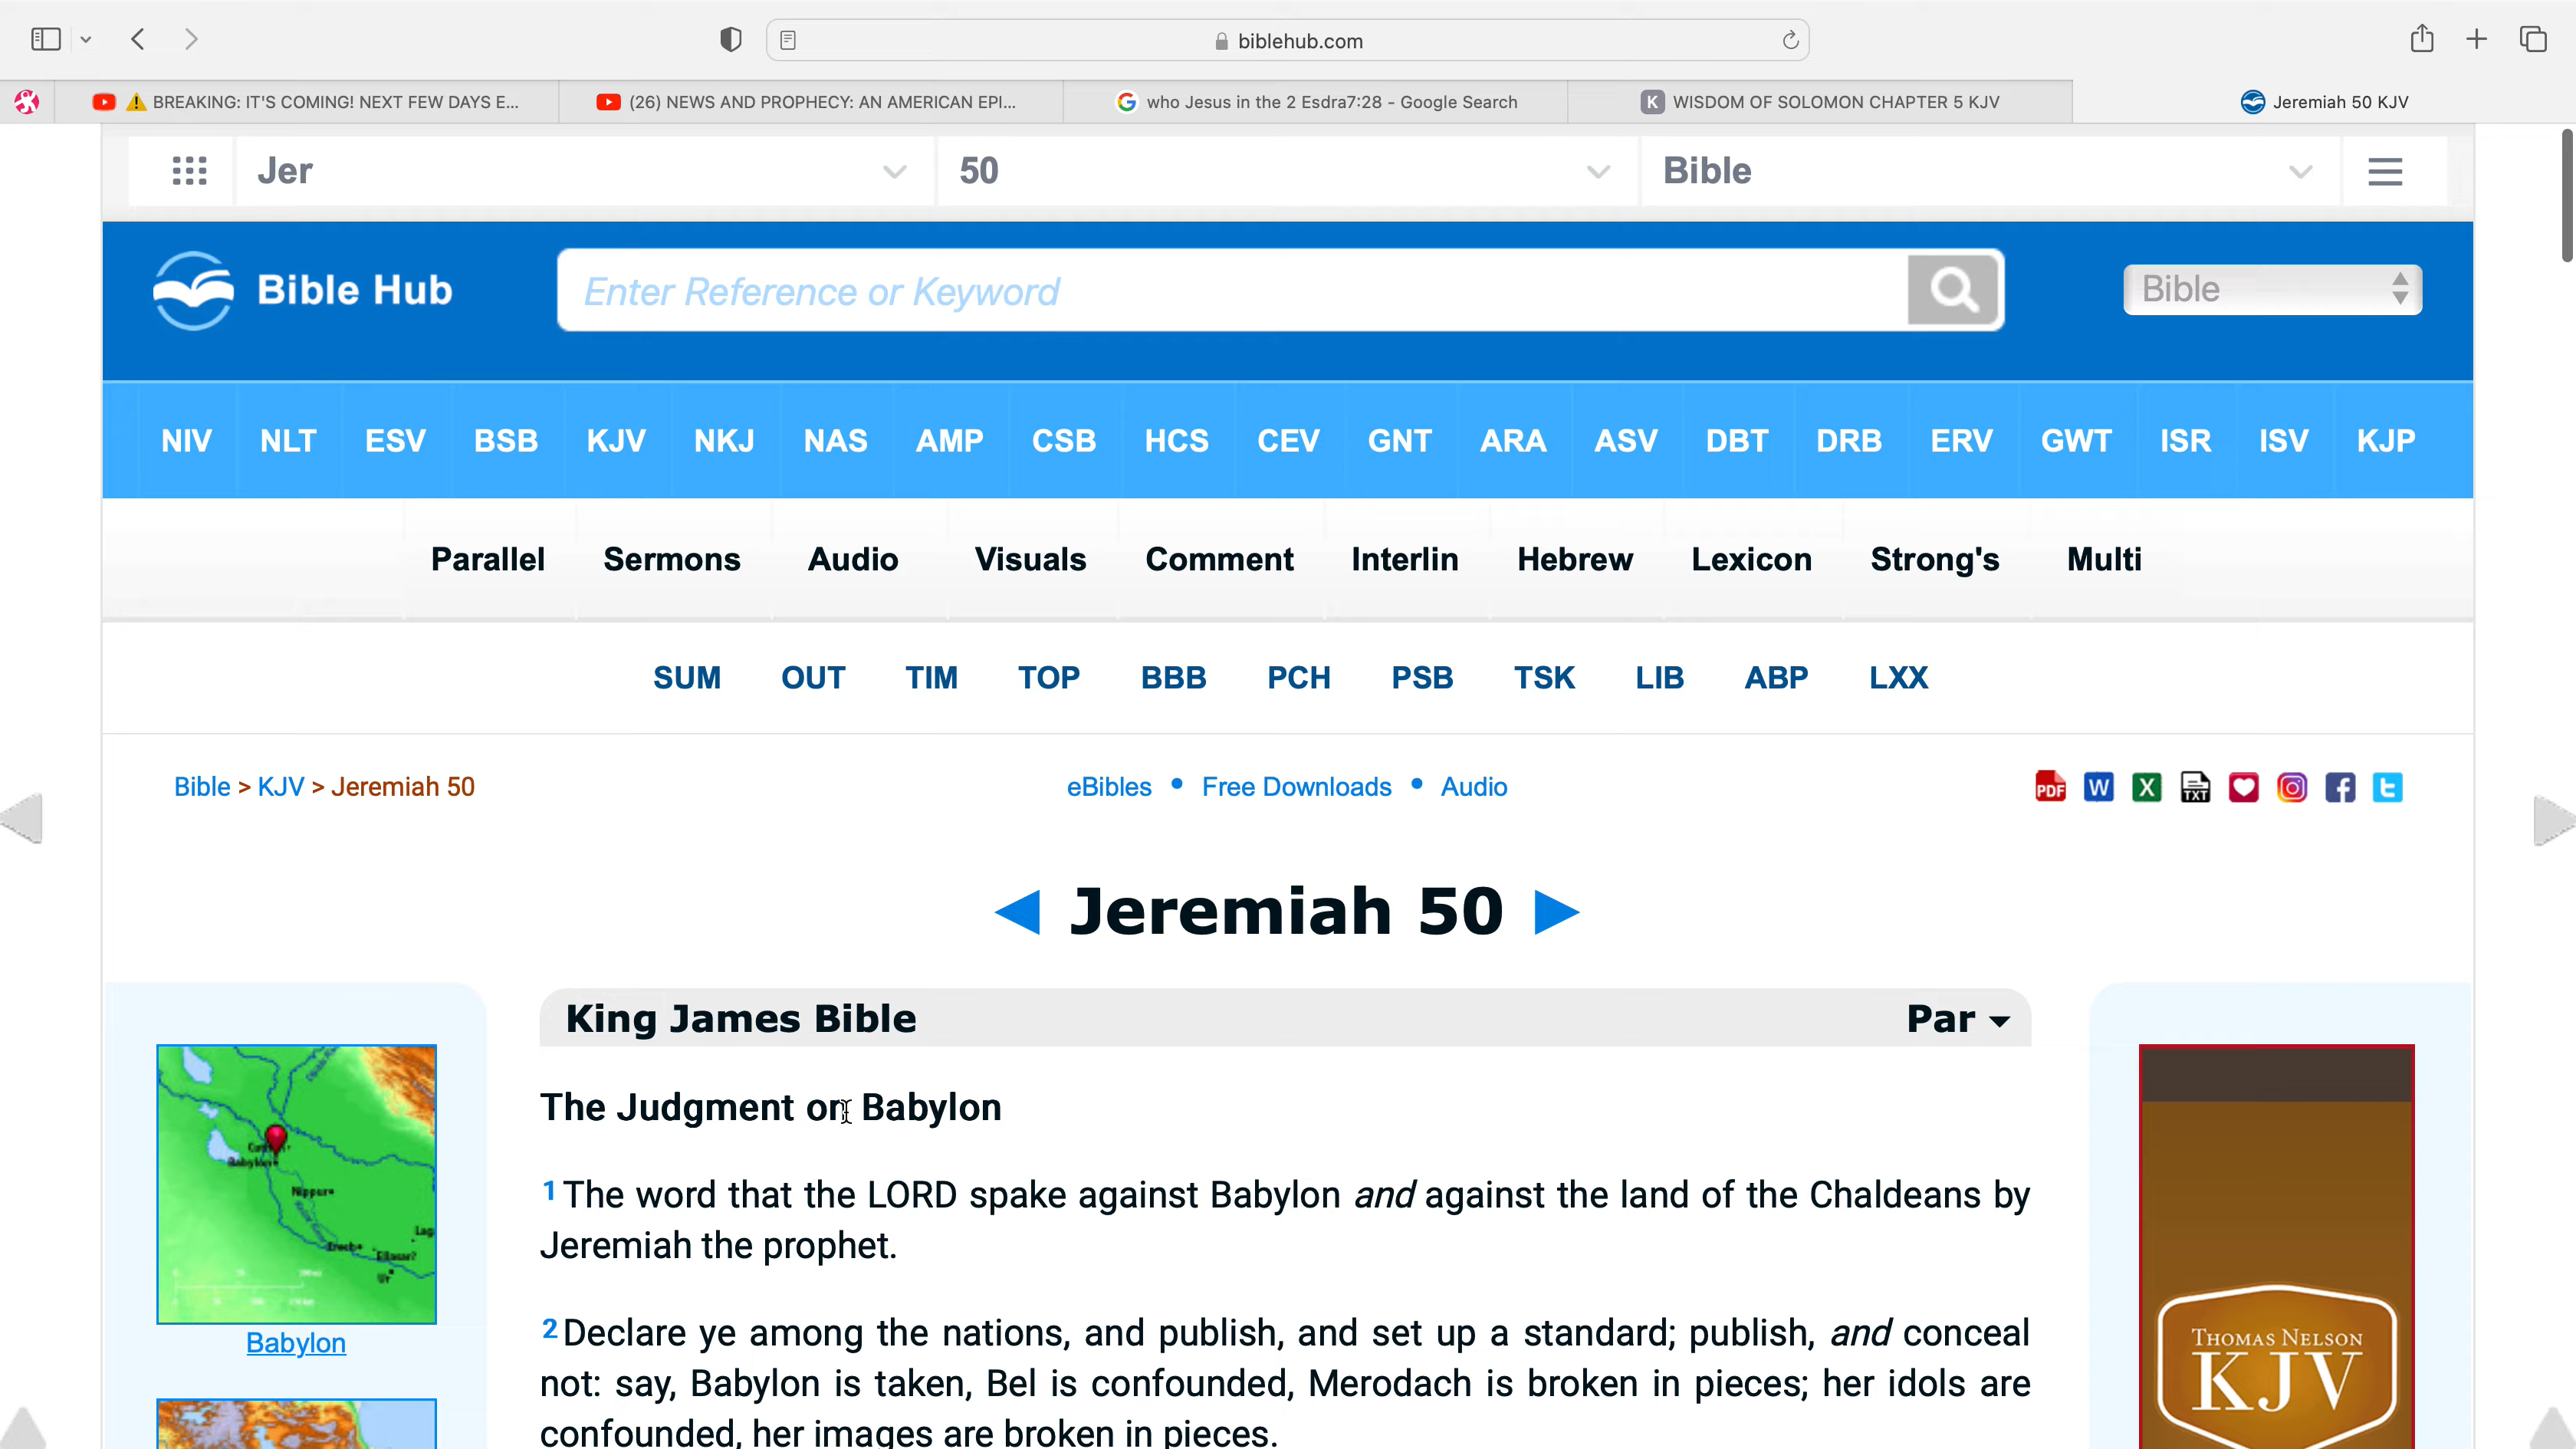 biblehub.com
BREAKING: IT'S COMING! NEXT FEW DAYS E...
(26) NEWS AND PROPHECY: AN AMERICAN EPI...
who Jesus in the 2 Esdra7:28 - Google Search
K WISDOM OF SOLOMON CHAPTER 5 KJV
Jeremiah 50 KJV
Jer
50
Bible
Bible Hub
Enter Reference or Keyword
Bible
NIV NLT ESV BSB KJV NKJ NAS AMP CSB HCS CEV GNT ARA ASV DBT DRB ERV GWT ISR ISV KJP
Parallel Sermons Audio Visuals Comment Interlin Hebrew Lexicon Strong's Multi
SUM OUT TIM TOP BBB PCH PSB TSK LIB ABP LXX
Bible > KJV > Jeremiah 50
eBibles • Free Downloads • Audio
PDF W X TXT
◄ Jeremiah 50 ►
King James Bible
Par
The Judgment on Babylon
1 The word that the LORD spake against Babylon and against the land of the Chaldeans by
Jeremiah the prophet.
2 Declare ye among the nations, and publish, and set up a standard; publish, and conceal
not: say, Babylon is taken, Bel is confounded, Merodach is broken in pieces; her idols are
confounded, her images are broken in pieces.
Babylon
Nippur
Erech
Ellasar?
Ur
Babylon
THOMAS NELSON
KJV